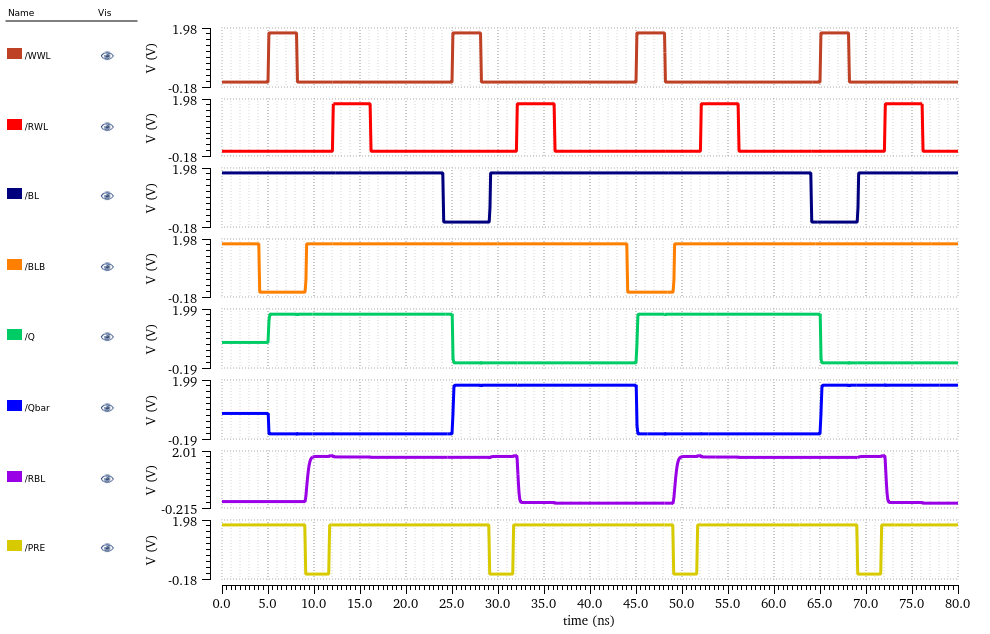 Name Vis
/WWL V (V) 1.98 -0.18
/RWL V (V) 1.98 -0.18
/BL V (V) 1.98 -0.18
/BLB V (V) 1.98 -0.18
/Q V (V) 1.99 -0.19
/Qbar V (V) 1.99 -0.19
/RBL V (V) 2.01 -0.215
/PRE V (V) 1.98 -0.18
0.0 5.0 10.0 15.0 20.0 25.0 30.0 35.0 40.0 45.0 50.0 55.0 60.0 65.0 70.0 75.0 80.0
time (ns)